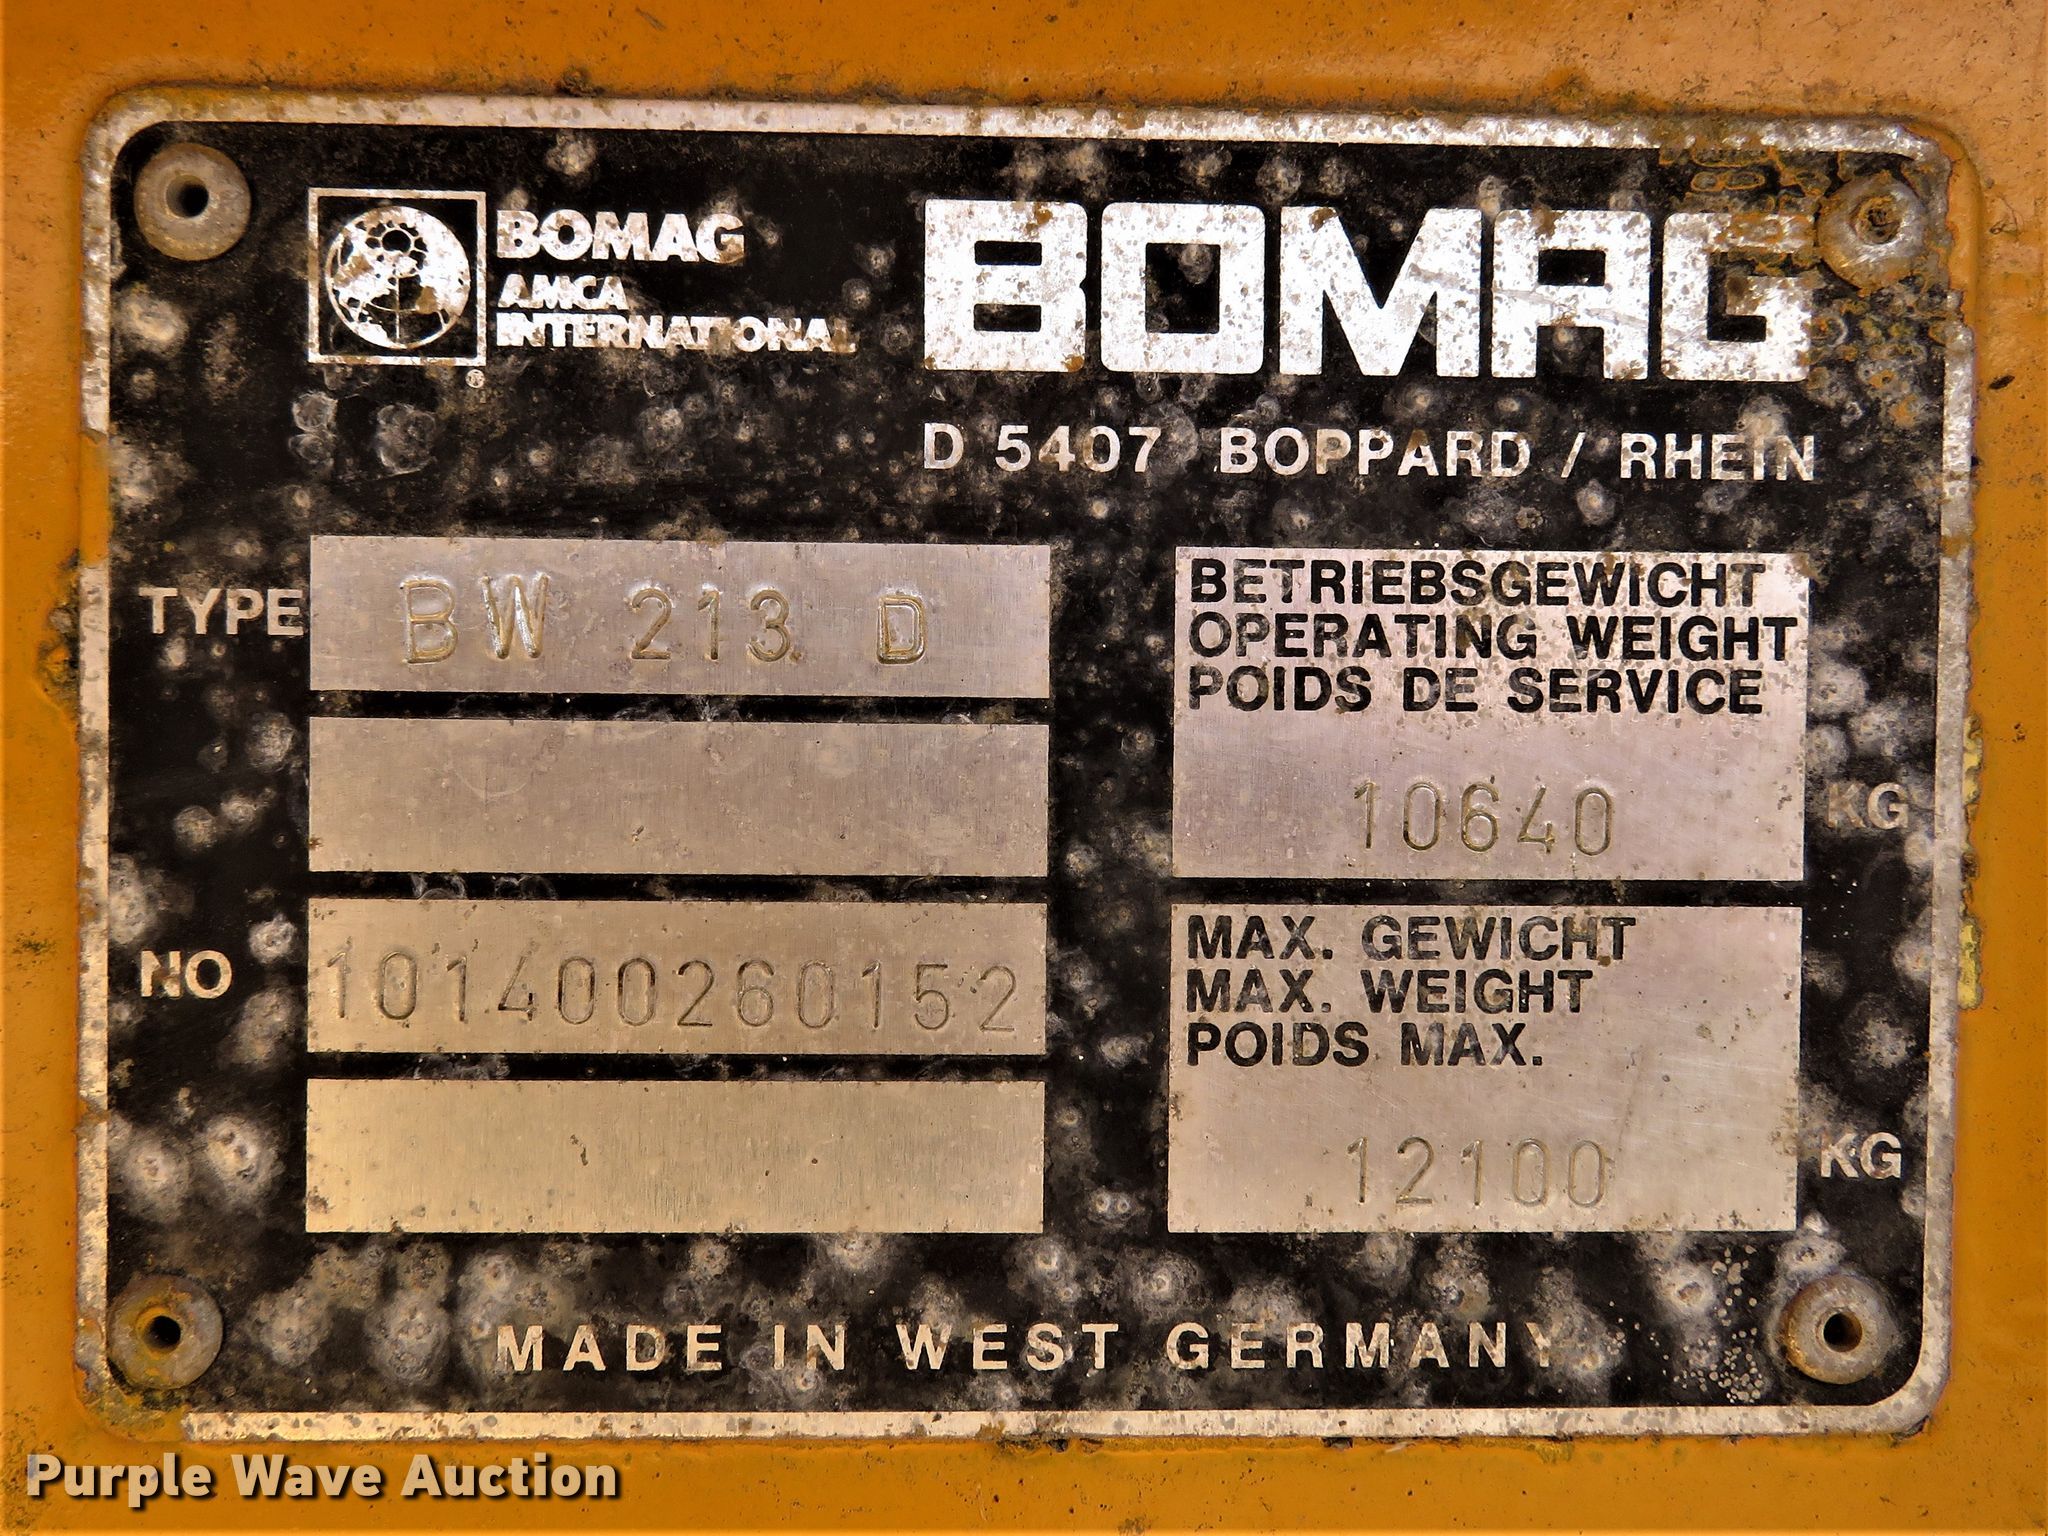 BOMAG
AMCA
INTERNATIONAL
®
BOMAG
D 5407 BOPPARD / RHEIN
TYPE BW 213 D
NO 101400260152
BETRIEBSGEWICHT
OPERATING WEIGHT
POIDS DE SERVICE
10640 KG
MAX. GEWICHT
MAX. WEIGHT
POIDS MAX.
12100 KG
MADE IN WEST GERMANY
Purple Wave Auction